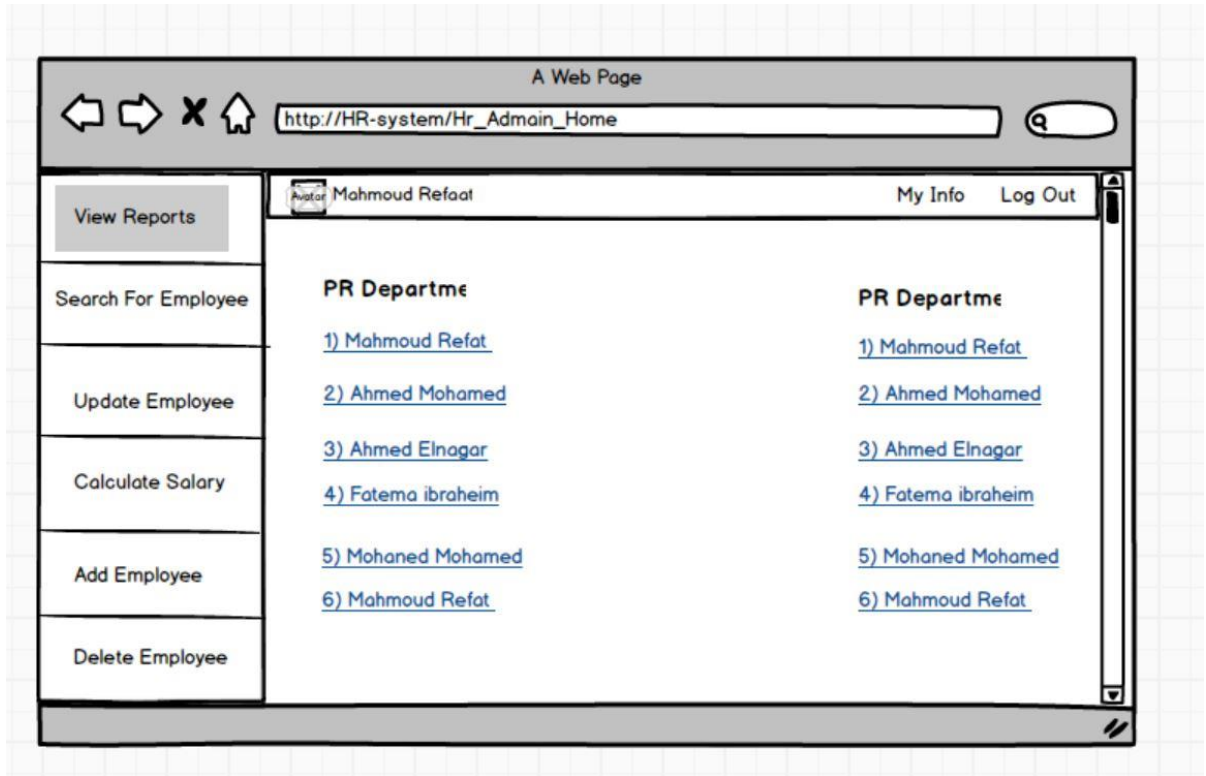 A Web Page
http://HR-system/Hr_Admain_Home
Avatar Mahmoud Refaat My Info Log Out
View Reports
Search For Employee
Update Employee
Calculate Salary
Add Employee
Delete Employee
PR Departme
1) Mahmoud Refat
2) Ahmed Mohamed
3) Ahmed Elnagar
4) Fatema ibraheim
5) Mohaned Mohamed
6) Mahmoud Refat
PR Departme
1) Mahmoud Refat
2) Ahmed Mohamed
3) Ahmed Elnagar
4) Fatema ibraheim
5) Mohaned Mohamed
6) Mahmoud Refat